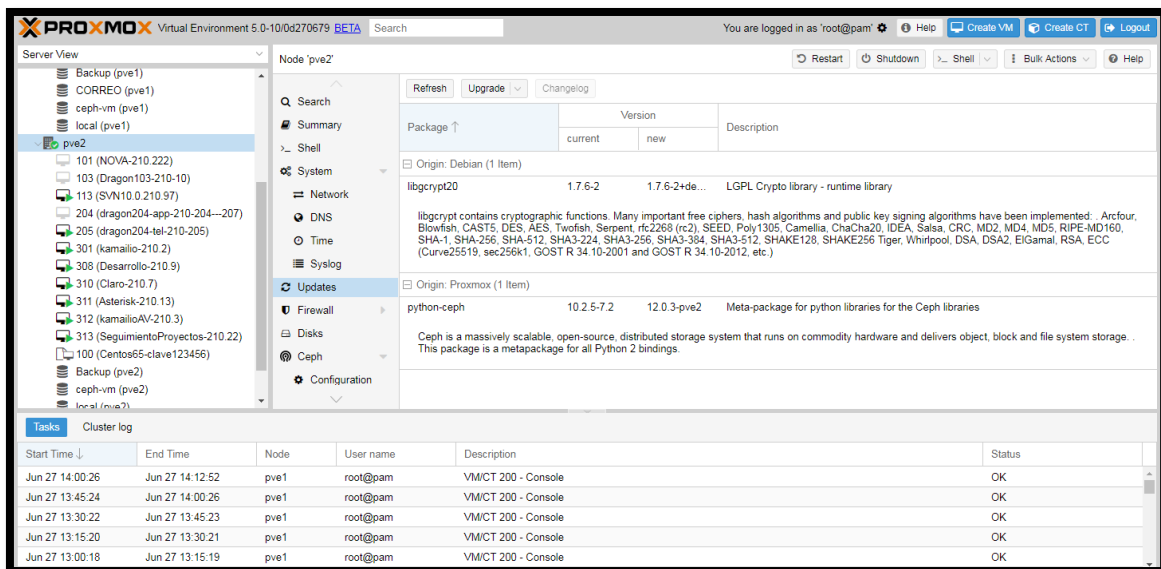 PROXMOX Virtual Environment 5.0-10/0d270679 BETA Search You are logged in as 'root@pam' Help Create VM Create CT Logout
Server View
Backup (pve1)
CORREO (pve1)
ceph-vm (pve1)
local (pve1)
pve2
101 (NOVA-210.222)
103 (Dragon103-210-10)
113 (SVN10.0.210.97)
204 (dragon204-app-210-204---207)
205 (dragon204-tel-210-205)
301 (kamailio-210.2)
308 (Desarrollo-210.9)
310 (Claro-210.7)
311 (Asterisk-210.13)
312 (kamailioAV-210.3)
313 (SeguimientoProyectos-210.22)
100 (Centos65-clave123456)
Backup (pve2)
ceph-vm (pve2)
local (pve2)
Node 'pve2' Restart Shutdown >_ Shell Bulk Actions Help
Search
Summary
>_ Shell
System
Network
DNS
Time
Syslog
Updates
Firewall
Disks
Ceph
Configuration
Refresh Upgrade Changelog
Package Version Description
current new
Origin: Debian (1 Item)
libgcrypt20 1.7.6-2 1.7.6-2+de... LGPL Crypto library - runtime library
libgcrypt contains cryptographic functions. Many important free ciphers, hash algorithms and public key signing algorithms have been implemented: . Arcfour,
Blowfish, CAST5, DES, AES, Twofish, Serpent, rfc2268 (rc2), SEED, Poly1305, Camellia, ChaCha20, IDEA, Salsa, CRC, MD2, MD4, MD5, RIPE-MD160,
SHA-1, SHA-256, SHA-512, SHA3-224, SHA3-256, SHA3-384, SHA3-512, SHAKE128, SHAKE256 Tiger, Whirlpool, DSA, DSA2, ElGamal, RSA, ECC
(Curve25519, sec256k1, GOST R 34.10-2001 and GOST R 34.10-2012, etc.)
Origin: Proxmox (1 Item)
python-ceph 10.2.5-7.2 12.0.3-pve2 Meta-package for python libraries for the Ceph libraries
Ceph is a massively scalable, open-source, distributed storage system that runs on commodity hardware and delivers object, block and file system storage. .
This package is a metapackage for all Python 2 bindings.
Tasks Cluster log
Start Time End Time Node User name Description Status
Jun 27 14:00:26 Jun 27 14:12:52 pve1 root@pam VM/CT 200 - Console OK
Jun 27 13:45:24 Jun 27 14:00:26 pve1 root@pam VM/CT 200 - Console OK
Jun 27 13:30:22 Jun 27 13:45:23 pve1 root@pam VM/CT 200 - Console OK
Jun 27 13:15:20 Jun 27 13:30:21 pve1 root@pam VM/CT 200 - Console OK
Jun 27 13:00:18 Jun 27 13:15:19 pve1 root@pam VM/CT 200 - Console OK